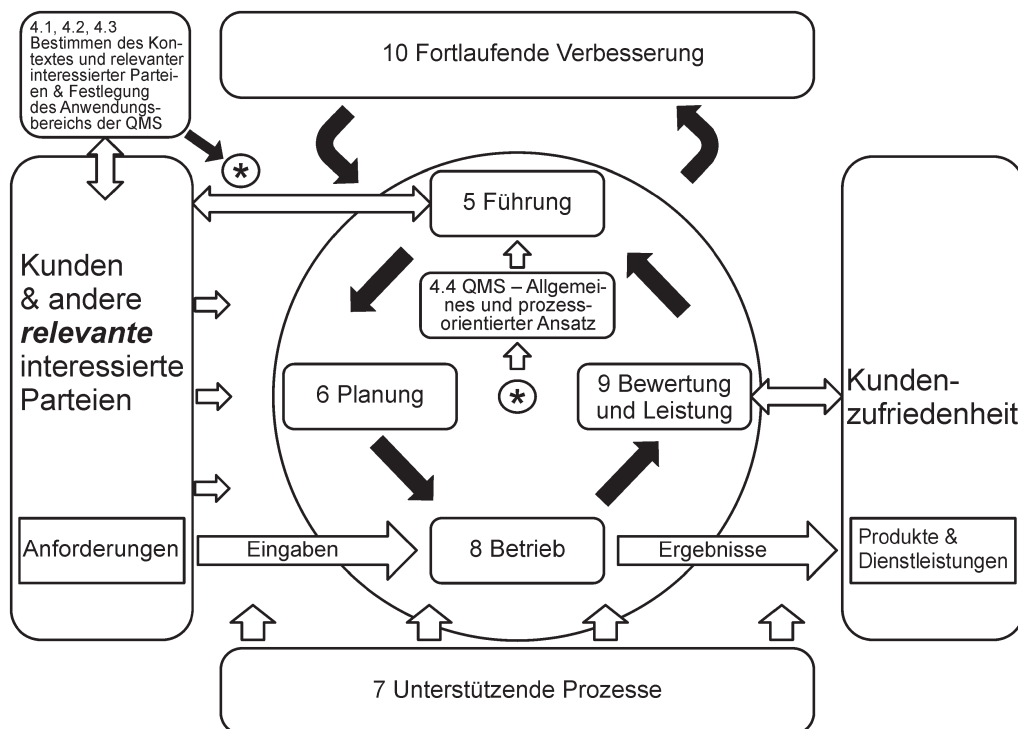 4.1, 4.2, 4.3
Bestimmen des Kon-
textes und relevanter
interessierter Partei-
en & Festlegung
des Anwendungs-
bereichs der QMS
10 Fortlaufende Verbesserung
*
5 Führung
Kunden
& andere
relevante
interessierte
Parteien
4.4 QMS – Allgemei-
nes und prozess-
orientierter Ansatz
6 Planung
*
9 Bewertung
und Leistung
Kunden-
zufriedenheit
Anforderungen
Eingaben
8 Betrieb
Ergebnisse
Produkte &
Dienstleistungen
7 Unterstützende Prozesse